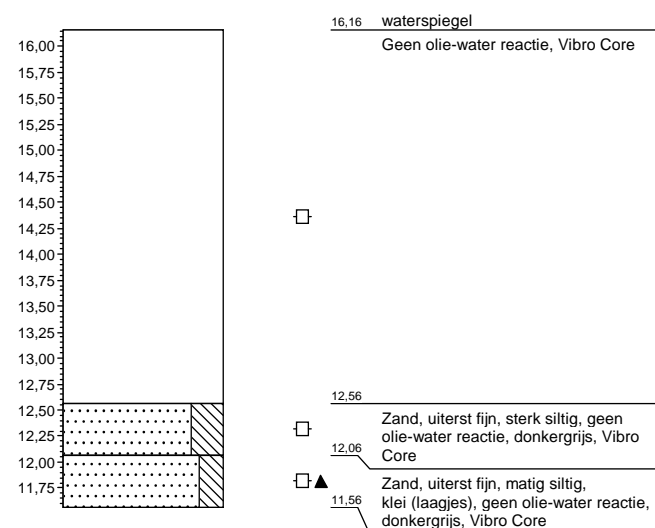 16,16 waterspiegel
Geen olie-water reactie, Vibro Core
16,00
15,75
15,50
15,25
15,00
14,75
14,50
14,25
14,00
13,75
13,50
13,25
13,00
12,75
12,56
12,50
Zand, uiterst fijn, sterk siltig, geen
olie-water reactie, donkergrijs, Vibro
Core
12,25
12,06
12,00
Zand, uiterst fijn, matig siltig,
klei (laagjes), geen olie-water reactie,
donkergrijs, Vibro Core
11,75
11,56